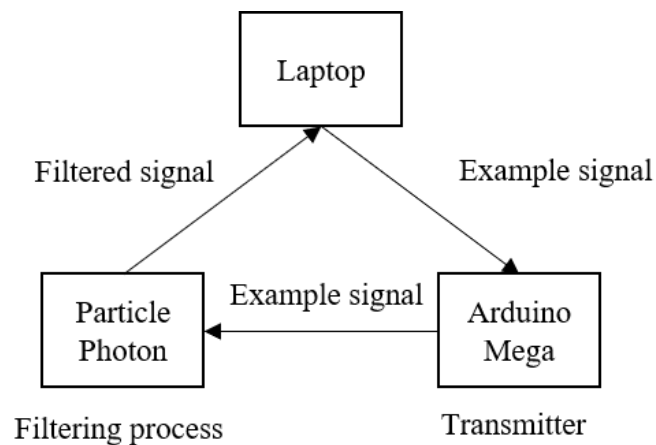 Laptop
Filtered signal
Example signal
Example signal
Particle
Photon
Arduino
Mega
Filtering process
Transmitter